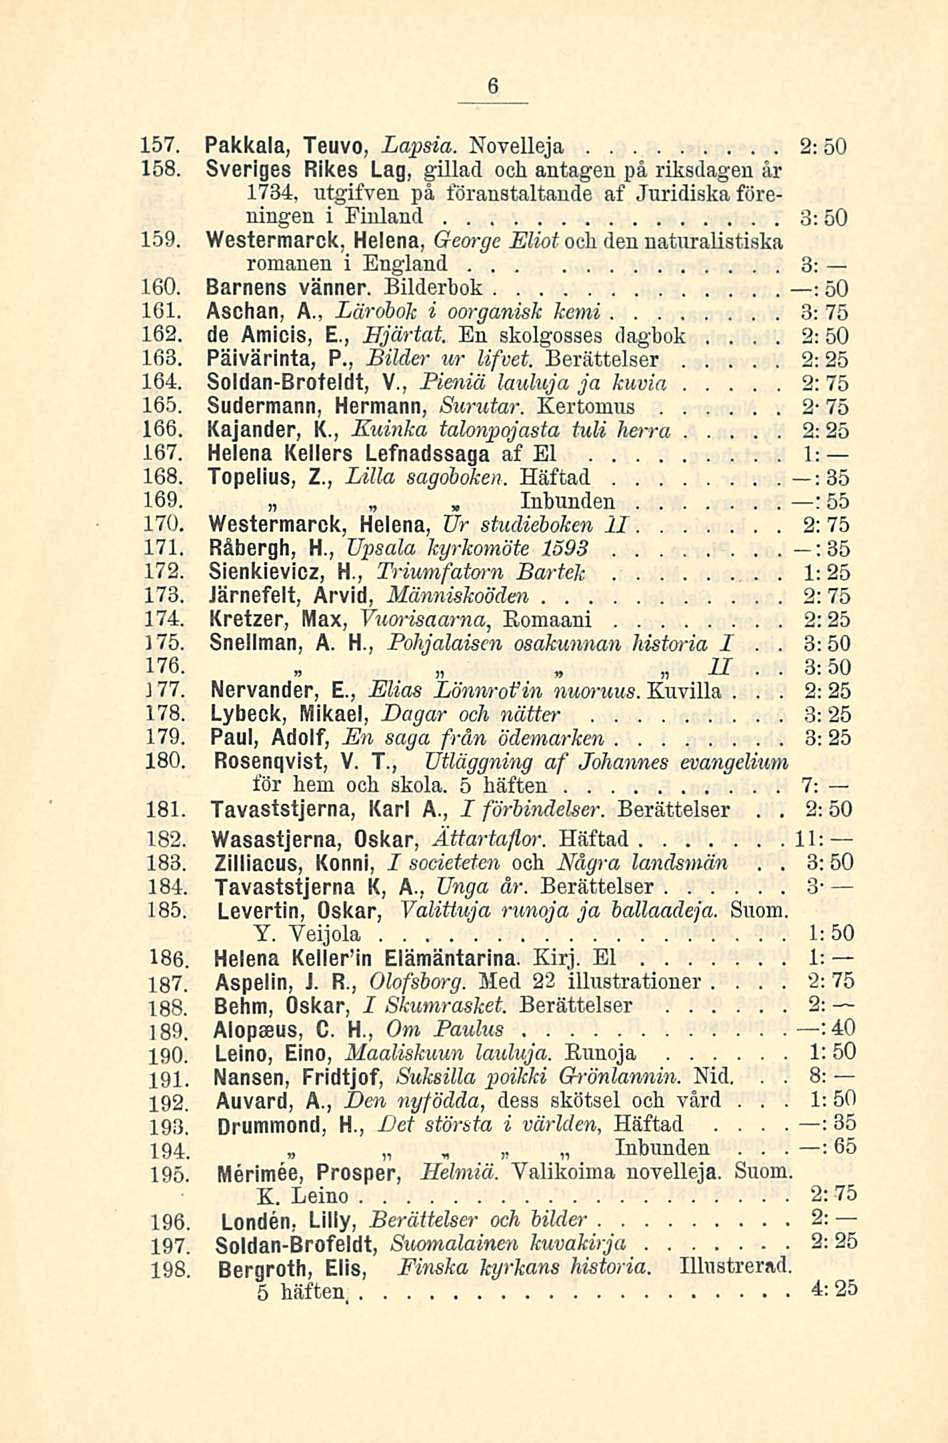 6
157. Pakkala, Teuvo, Lapsia. Novelleja . . . . . . . . . 2: 50
158. Sveriges Rikes Lag, gillad och antagen på riksdagen år
1734, utgifven på föranstaltande af Juridiska före-
ningen i Finland . . . . . . . . . . . . . . . 3: 50
159. Westermarck, Helena, George Eliot och den naturalistiska
romanen i England . . . . . . . . . . . . . 3: —
160. Barnens vänner. Bilderbok . . . . . . . . . . . . . —: 50
161. Aschan, A., Lärobok i oorganisk kemi . . . . . . . . 3: 75
162. de Amicis, E., Hjärtat. En skolgosses dagbok . . . . 2: 50
163. Päivärinta, P., Bilder ur lifvet. Berättelser . . . . . 2: 25
164. Soldan-Brofeldt, V., Pieniä lauluja ja kuvia . . . . . 2: 75
165. Sudermann, Hermann, Surutar. Kertomus . . . . . . 2· 75
166. Kajander, K., Kuinka talonpojasta tuli herra . . . . . 2: 25
167. Helena Kellers Lefnadssaga af El . . . . . . . . . 1: —
168. Topelius, Z., Lilla sagoboken. Häftad . . . . . . . . —: 35
169. „ „ „ Inbunden . . . . . . . —: 55
170. Westermarck, Helena, Ur studieboken II . . . . . . . 2: 75
171. Råbergh, H., Upsala kyrkomöte 1593 . . . . . . . . —: 35
172. Sienkievicz, H., Triumfatorn Bartek . . . . . . . . 1: 25
173. Järnefelt, Arvid, Människoöden . . . . . . . . . . . 2: 75
174. Kretzer, Max, Vuorisaarna, Romaani . . . . . . . . 2: 25
175. Snellman, A. H., Pohjalaisen osakunnan historia I . . 3: 50
176. „ „ „ „ II . . 3: 50
177. Nervander, E., Elias Lönnrot'in nuoruus. Kuvilla . . . 2: 25
178. Lybeck, Mikael, Dagar och nätter . . . . . . . . . 3: 25
179. Paul, Adolf, En saga från ödemarken . . . . . . . . 3: 25
180. Rosenqvist, V. T., Utläggning af Johannes evangelium
för hem och skola. 5 häften . . . . . . . . . . 7: —
181. Tavaststjerna, Karl A., I förbindelser. Berättelser . . 2: 50
182. Wasastjerna, Oskar, Ättartaflor. Häftad . . . . . . . 11: —
183. Zilliacus, Konni, I societeten och Några landsmän . . 3: 50
184. Tavaststjerna K, A., Unga år. Berättelser . . . . . . 3· —
185. Levertin, Oskar, Valittuja runoja ja ballaadeja. Suom.
Y. Veijola . . . . . . . . . . . . . . . . . . 1: 50
186. Helena Keller'in Elämäntarina. Kirj. El . . . . . . . 1: —
187. Aspelin, J. R., Olofsborg. Med 22 illustrationer . . . . 2: 75
188. Behm, Oskar, I Skumrasket. Berättelser . . . . . . 2: —
189. Alopæus, C. H., Om Paulus . . . . . . . . . . . . —: 40
190. Leino, Eino, Maaliskuun lauluja. Runoja . . . . . . 1: 50
191. Nansen, Fridtjof, Suksilla poikki Grönlannin. Nid. . . 8: —
192. Auvard, A., Den nyfödda, dess skötsel och vård . . . 1: 50
193. Drummond, H., Det största i världen, Häftad . . . . —: 35
194. „ „ „ „ „ Inbunden . . . —: 65
195. Mérimée, Prosper, Helmiä. Valikoima novelleja. Suom.
K. Leino . . . . . . . . . . . . . . . . . . . 2: 75
196. Londén, Lilly, Berättelser och bilder . . . . . . . . . 2: —
197. Soldan-Brofeldt, Suomalainen kuvakirja . . . . . . . 2: 25
198. Bergroth, Elis, Finska kyrkans historia. Illustrerad.
5 häften. . . . . . . . . . . . . . . . . . . . 4: 25